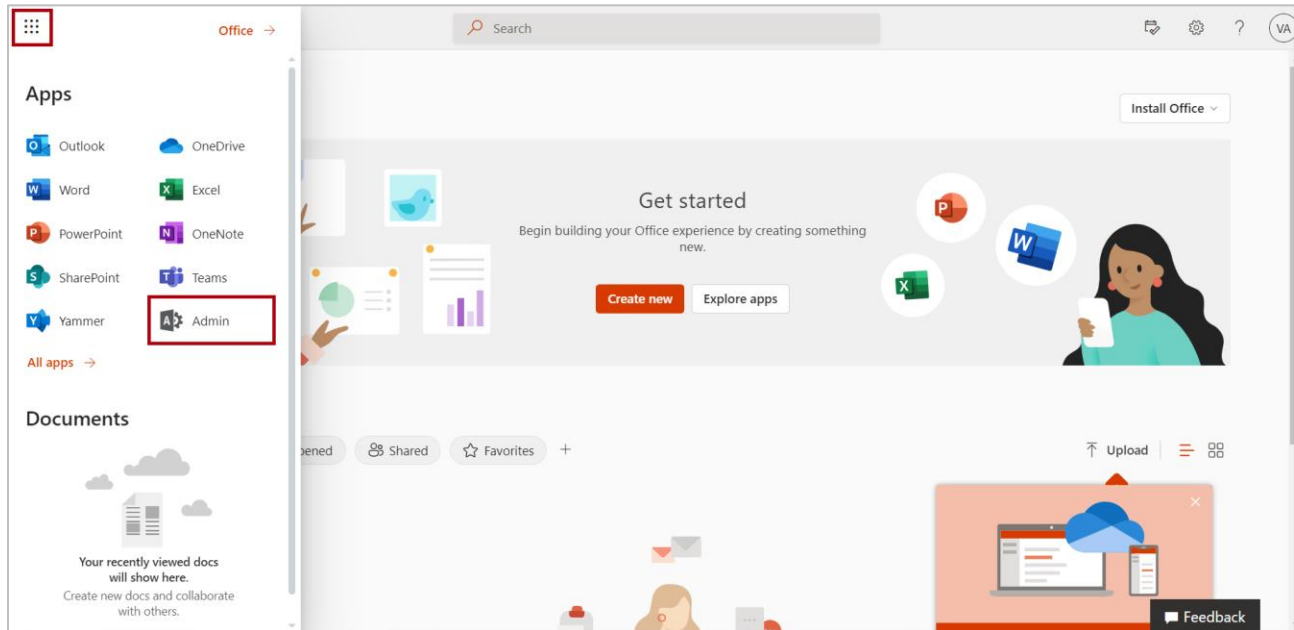 Office →
Search
?
VA
Apps
Install Office
Outlook
OneDrive
Word
Excel
PowerPoint
OneNote
SharePoint
Teams
Yammer
Admin
All apps →
Get started
Begin building your Office experience by creating something
new.
Create new
Explore apps
Documents
pened
Shared
Favorites
+
Upload
Your recently viewed docs
will show here.
Create new docs and collaborate
with others.
Feedback